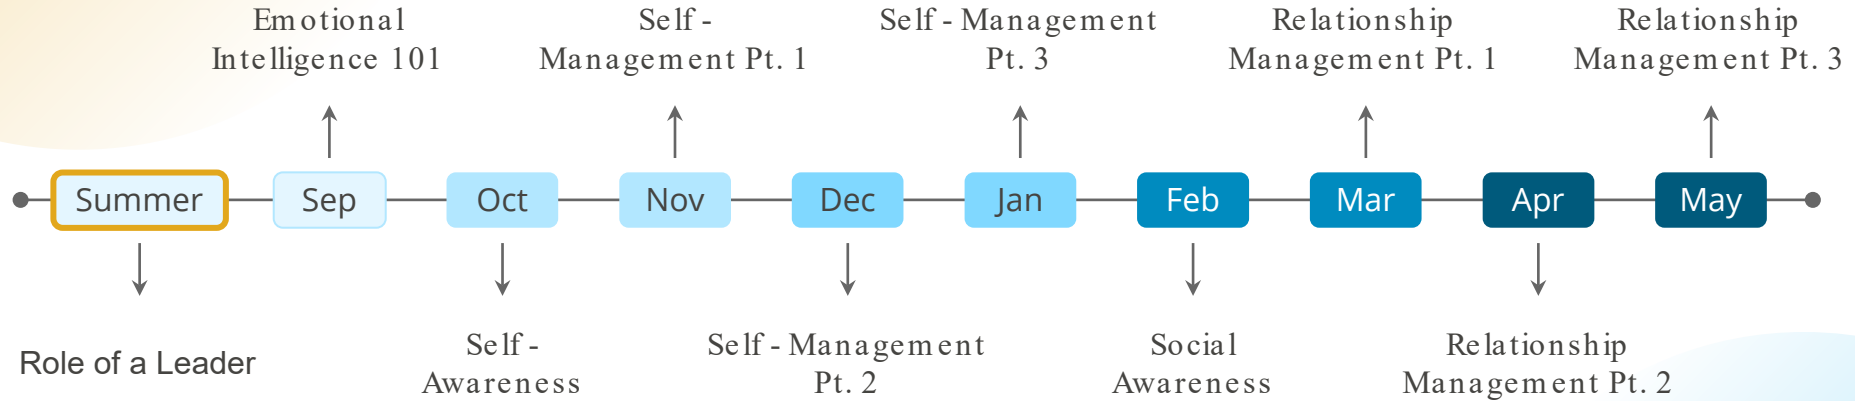 Emotional
Intelligence 101
Self -
Management Pt. 1
Self - Management
Pt. 3
Relationship
Management Pt. 1
Relationship
Management Pt. 3
Summer
Sep
Oct
Nov
Dec
Jan
Feb
Mar
Apr
May
Role of a Leader
Self -
Awareness
Self - Management
Pt. 2
Social
Awareness
Relationship
Management Pt. 2